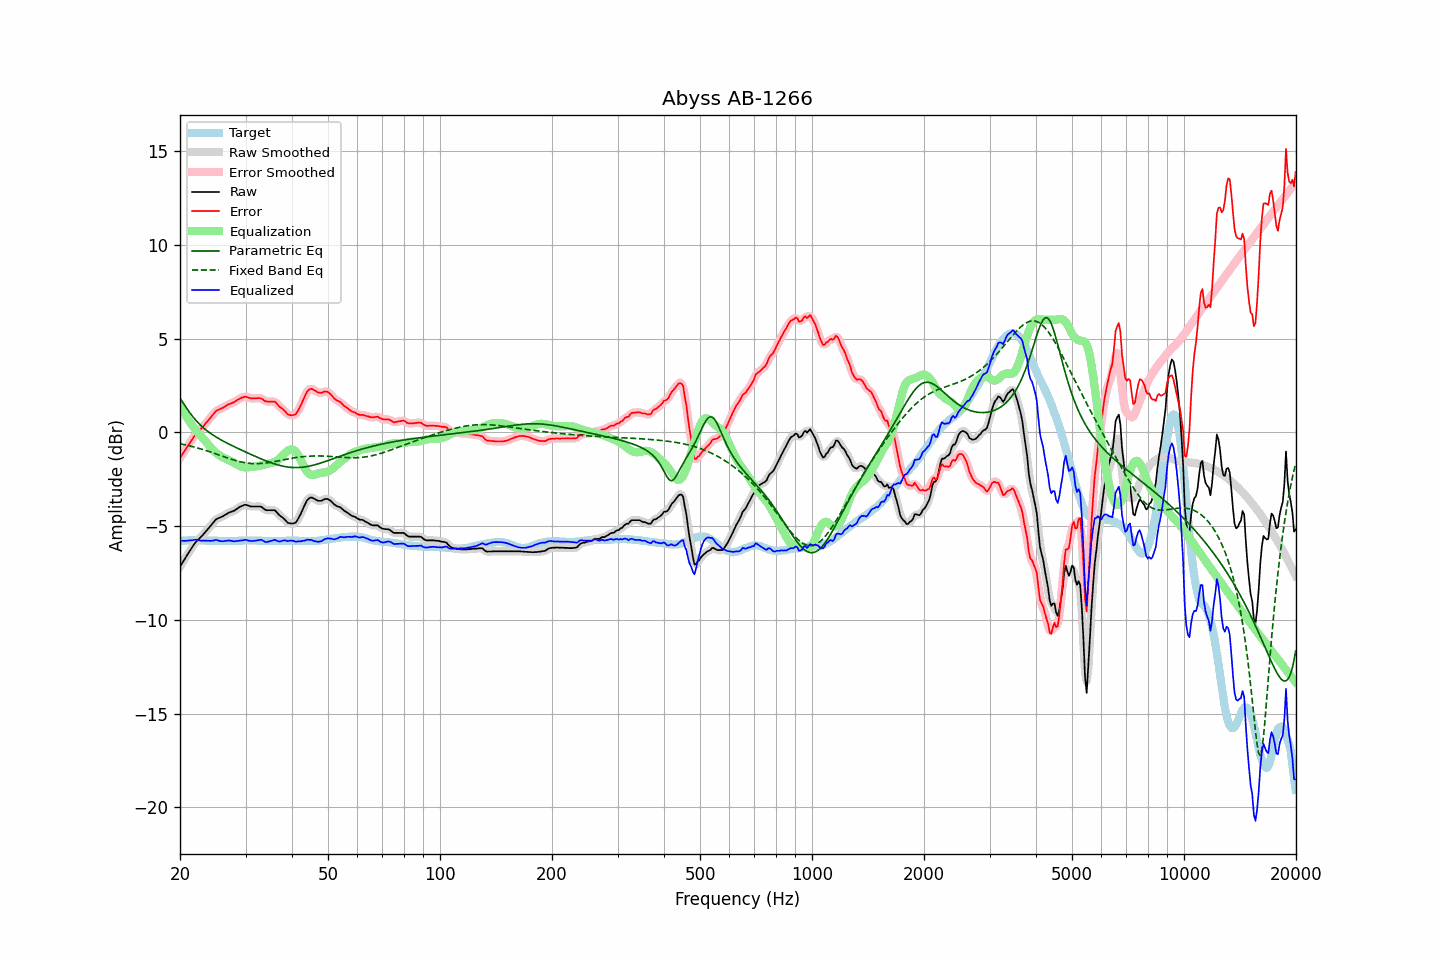 Abyss AB-1266
Target
Raw Smoothed
Error Smoothed
Raw
Error
Equalization
Parametric Eq
Fixed Band Eq
Equalized
15
10
5
0
−5
−10
−15
−20
Amplitude (dBr)
20 50 100 200 500 1000 2000 5000 10000 20000
Frequency (Hz)